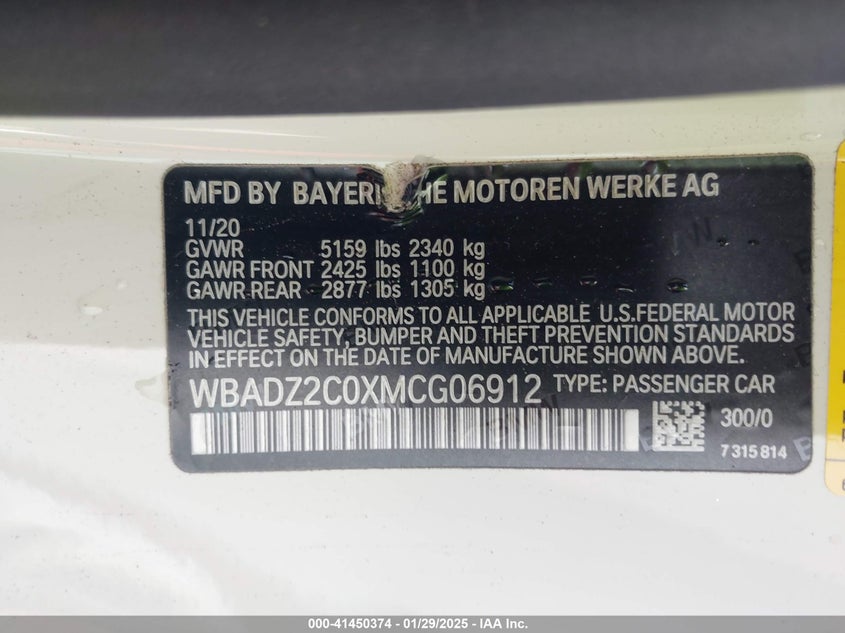 MFD BY BAYERI HE MOTOREN WERKE AG
11/20
GVWR 5159 lbs 2340 kg
GAWR FRONT 2425 lbs 1100 kg
GAWR REAR 2877 lbs 1305 kg
THIS VEHICLE CONFORMS TO ALL APPLICABLE U.S.FEDERAL MOTOR
VEHICLE SAFETY, BUMPER AND THEFT PREVENTION STANDARDS
IN EFFECT ON THE DATE OF MANUFACTURE SHOWN ABOVE.
WBADZ2C0XMCG06912 TYPE: PASSENGER CAR
300/0
7 315 814
000-41450374 - 01/29/2025 - IAA Inc.